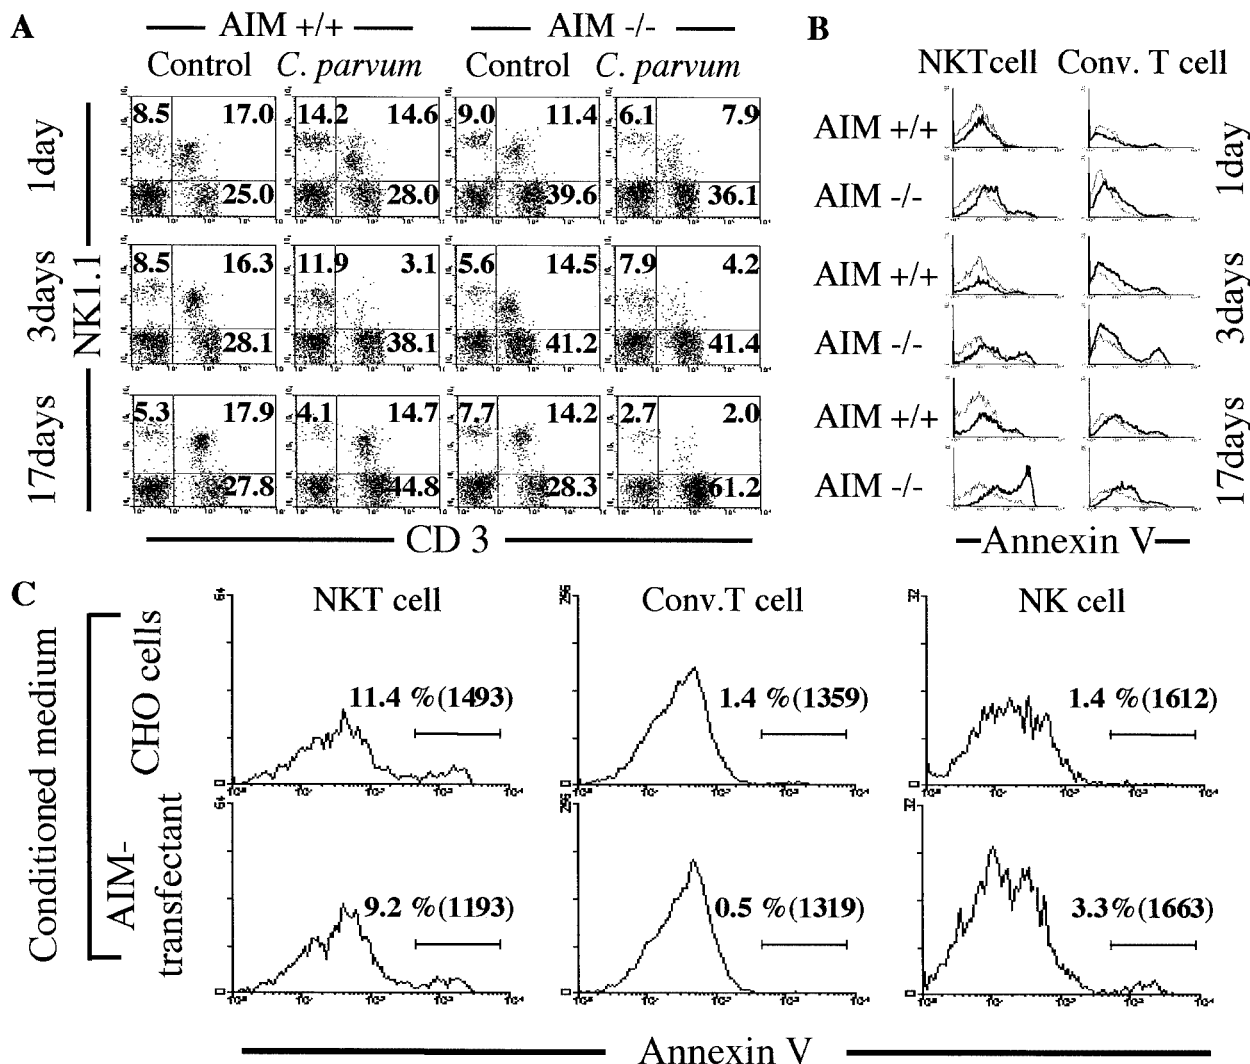 A
AIM +/+
AIM -/-
Control
C. parvum
Control
C. parvum
1day
8.5 17.0
25.0
14.2 14.6
28.0
9.0 11.4
39.6
6.1 7.9
36.1
3days
8.5 16.3
28.1
11.9 3.1
38.1
5.6 14.5
41.2
7.9 4.2
41.4
17days
5.3 17.9
27.8
4.1 14.7
44.8
7.7 14.2
28.3
2.7 2.0
61.2
NK1.1
CD 3
B
NKTcell Conv. T cell
AIM +/+
AIM -/-
1day
AIM +/+
AIM -/-
3days
AIM +/+
AIM -/-
17days
Annexin V
C
Conditioned medium
CHO cells
AIM-
transfectant
NKT cell
Conv.T cell
NK cell
11.4 %(1493)
1.4 %(1359)
1.4 %(1612)
9.2 %(1193)
0.5 %(1319)
3.3%(1663)
Annexin V